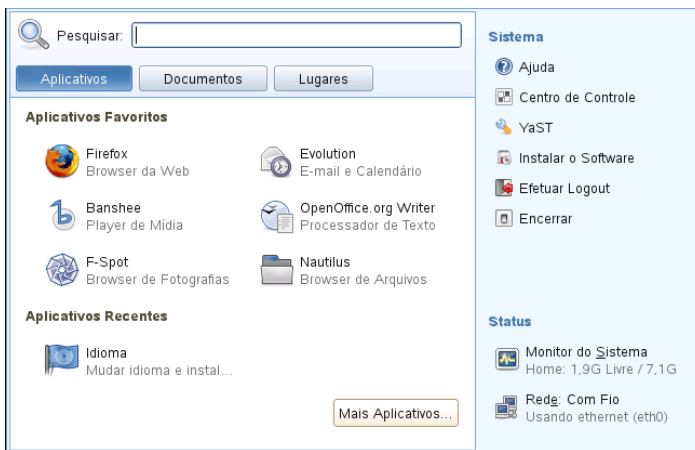 Pesquisar:
Aplicativos
Documentos
Lugares
Aplicativos Favoritos
Firefox
Browser da Web
Evolution
E-mail e Calendário
Banshee
Player de Mídia
OpenOffice.org Writer
Processador de Texto
F-Spot
Browser de Fotografias
Nautilus
Browser de Arquivos
Aplicativos Recentes
Idioma
Mudar idioma e instal...
Mais Aplicativos...
Sistema
Ajuda
Centro de Controle
YaST
Instalar o Software
Efetuar Logout
Encerrar
Status
Monitor do Sistema
Home: 1,9G Livre / 7,1G
Rede: Com Fio
Usando ethernet (eth0)